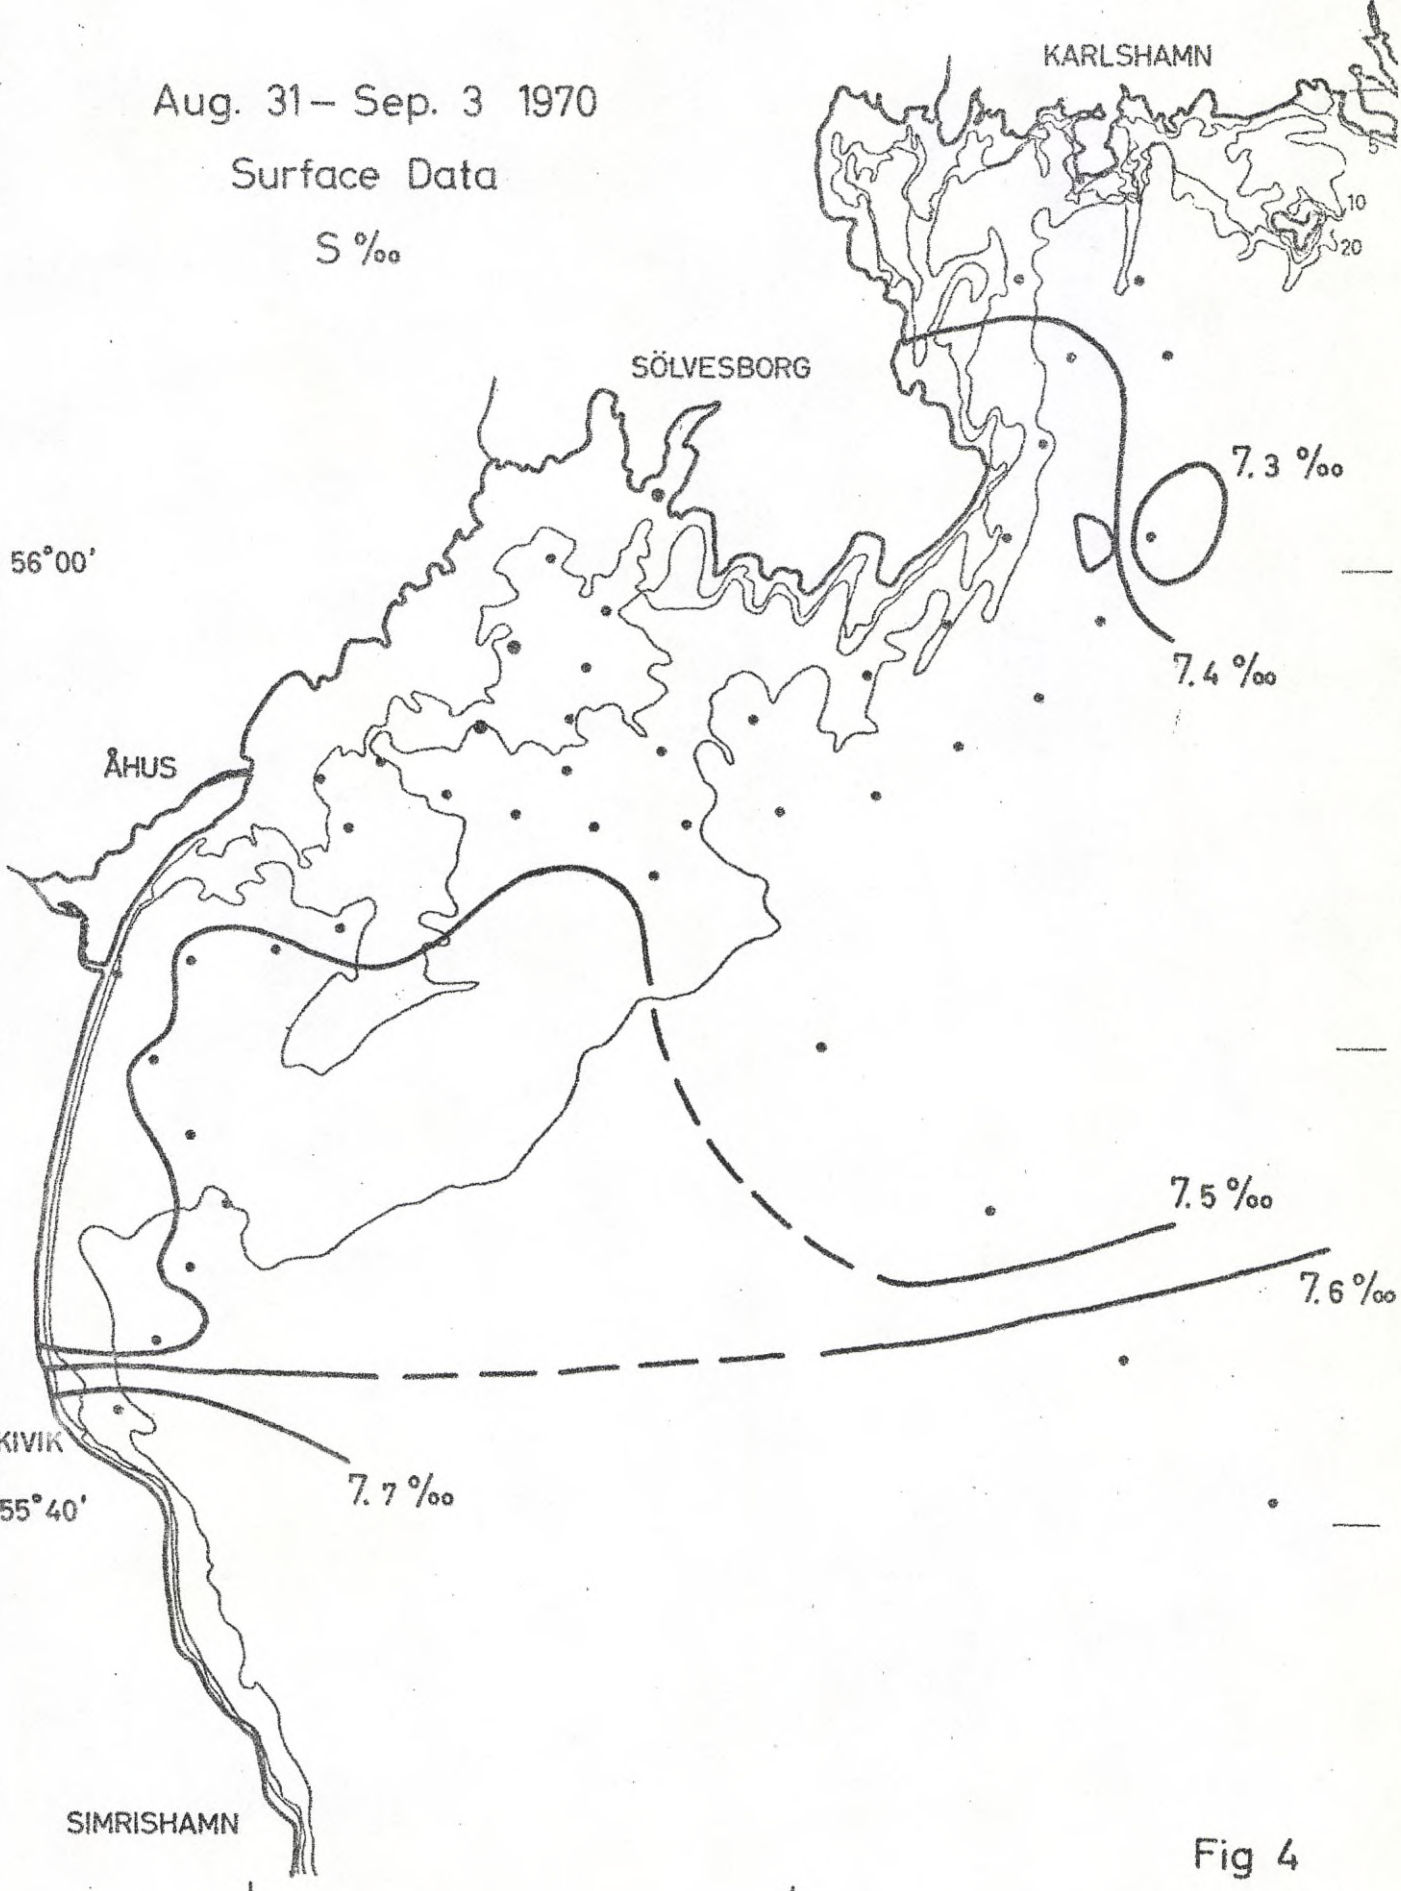 KARLSHAMN
Aug. 31 – Sep. 3 1970
Surface Data
S ‰
5
10
20
SÖLVESBORG
7.3 ‰
56°00'
7.4 ‰
ÅHUS
7.5 ‰
7.6 ‰
KIVIK
7.7 ‰
55°40'
SIMRISHAMN
Fig 4